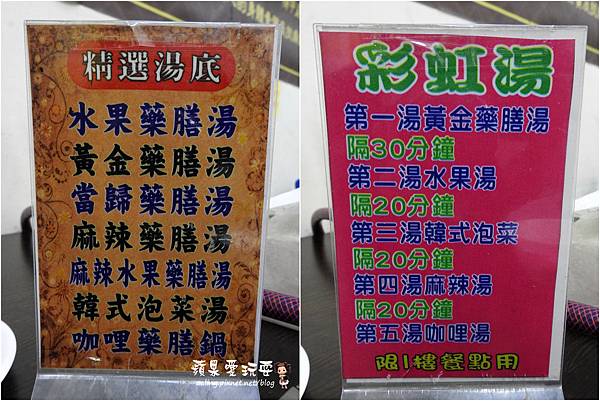 精選湯底
水果藥膳湯
黃金藥膳湯
當歸藥膳湯
麻辣藥膳湯
麻辣水果藥膳湯
韓式泡菜湯
咖哩藥膳鍋
彩虹湯
第一湯黃金藥膳湯
隔30分鐘
第二湯水果湯
隔20分鐘
第三湯韓式泡菜
隔20分鐘
第四湯麻辣湯
隔20分鐘
第五湯咖哩湯
限1樓餐點用
蘋果愛玩耍